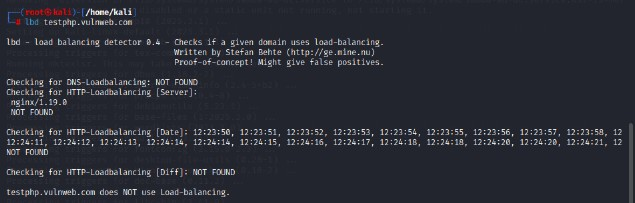 ┌──(root㉿kali)-[/home/kali]
└─# lbd testphp.vulnweb.com
lbd - load balancing detector 0.4 - Checks if a given domain uses load-balancing.
Written by Stefan Behte (http://ge.mine.nu)
Proof-of-concept! Might give false positives.
Checking for DNS-Loadbalancing: NOT FOUND
Checking for HTTP-Loadbalancing [Server]:
nginx/1.19.0
NOT FOUND
Checking for HTTP-Loadbalancing [Date]: 12:23:50, 12:23:51, 12:23:52, 12:23:53, 12:23:54, 12:23:55, 12:23:56, 12:23:57, 12:23:58, 12
12:24:11, 12:24:12, 12:24:13, 12:24:14, 12:24:14, 12:24:15, 12:24:16, 12:24:17, 12:24:18, 12:24:18, 12:24:20, 12:24:20, 12:24:21, 12
NOT FOUND
Checking for HTTP-Loadbalancing [Diff]: NOT FOUND
testphp.vulnweb.com does NOT use Load-balancing.